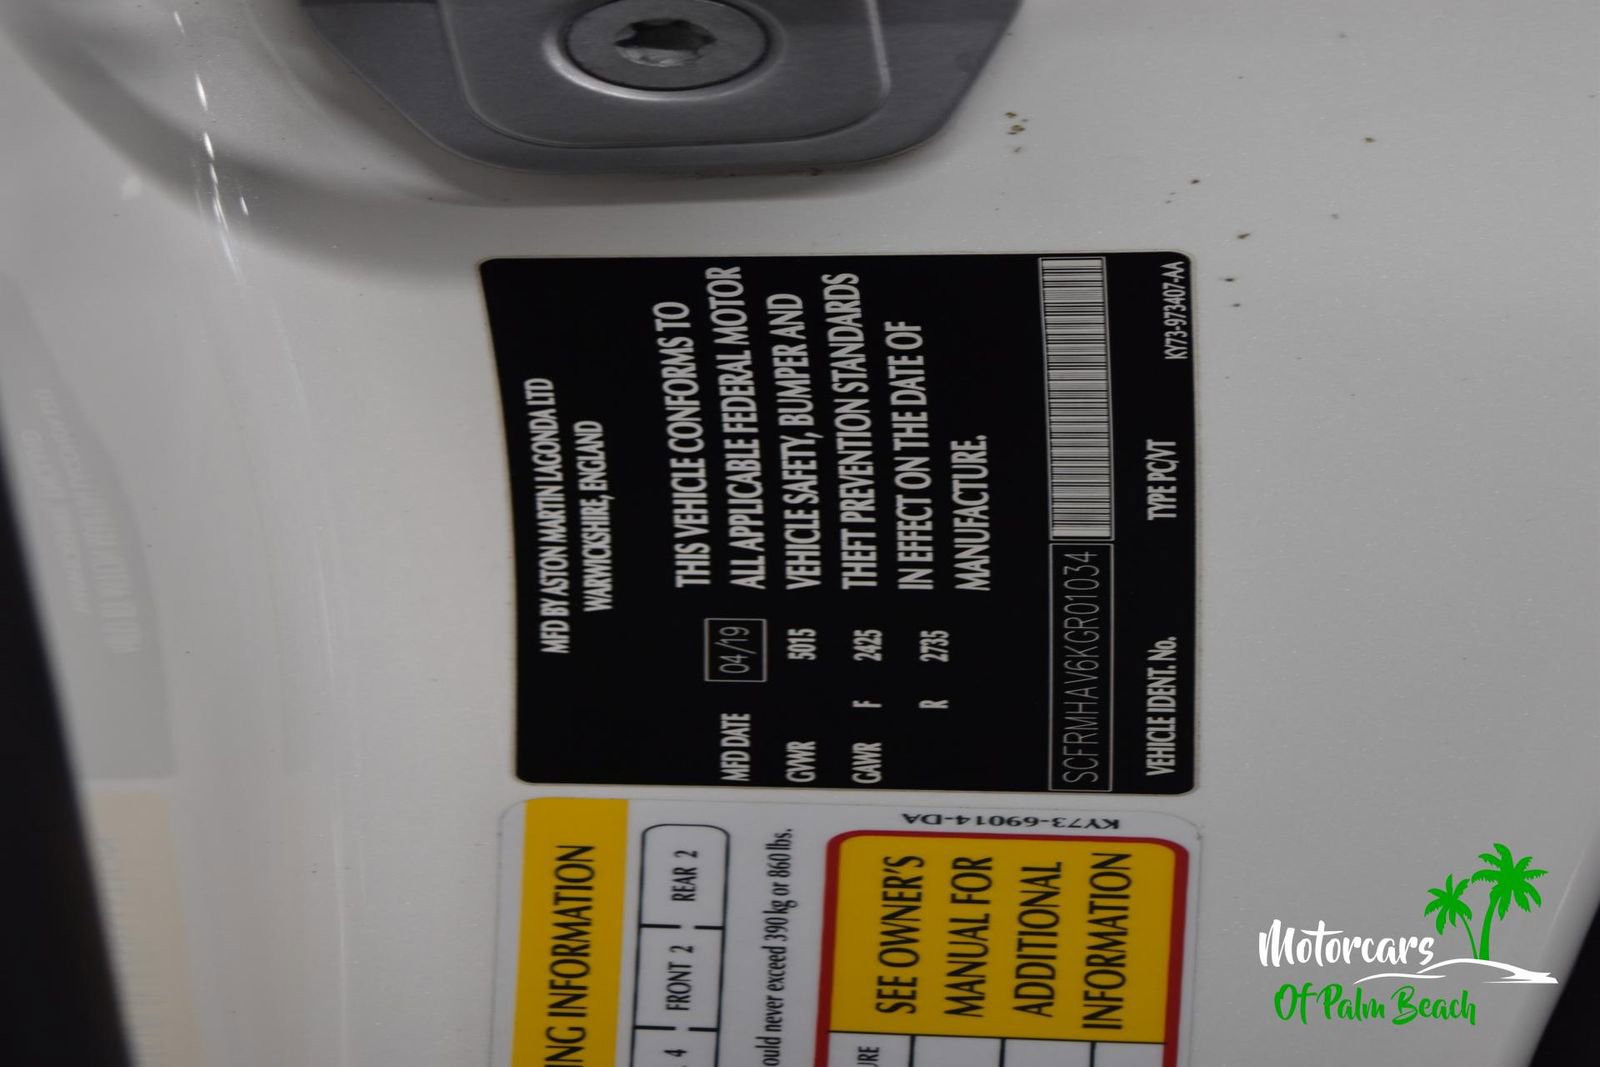 MFD BY ASTON MARTIN LAGONDA LTD
WARWICKSHIRE, ENGLAND
MFD DATE 04/19
GVWR 5015
GAWR F 2425
R 2735
THIS VEHICLE CONFORMS TO
ALL APPLICABLE FEDERAL MOTOR
VEHICLE SAFETY, BUMPER AND
THEFT PREVENTION STANDARDS
IN EFFECT ON THE DATE OF
MANUFACTURE.
SCFRMHAV6KGR01034
VEHICLE IDENT. No. TYPE PC/VT KY73-973407-AA
ING INFORMATION
4 FRONT 2 REAR 2
ould never exceed 390 kg or 860 lbs.
KY73-69014-DA
URE
SEE OWNER'S
MANUAL FOR
ADDITIONAL
INFORMATION
Motorcars
Of Palm Beach